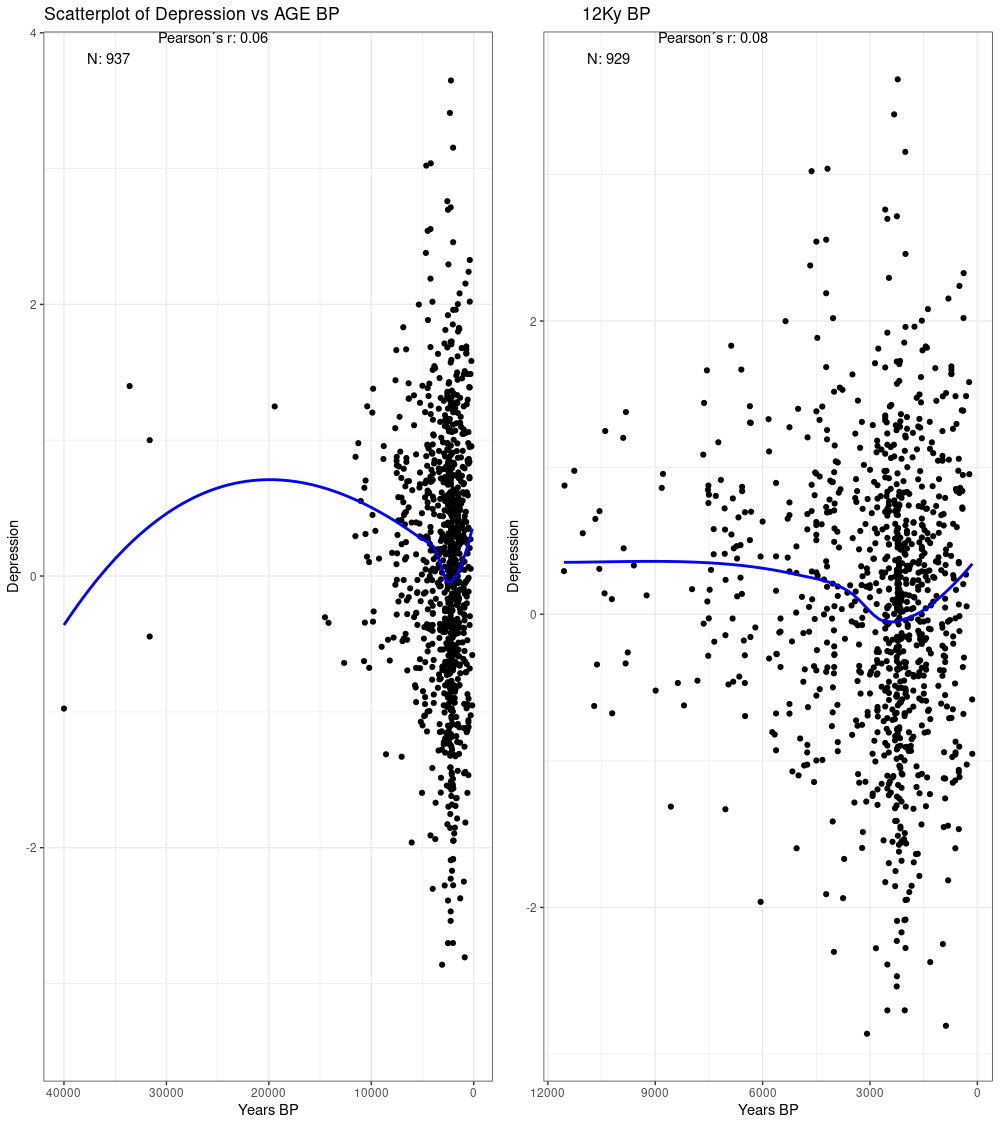 Scatterplot of Depression vs AGE BP
Pearson´s r: 0.06
N: 937
4
2
0
-2
Depression
40000 30000 20000 10000 0
Years BP
12Ky BP
Pearson´s r: 0.08
N: 929
2
0
-2
Depression
12000 9000 6000 3000 0
Years BP